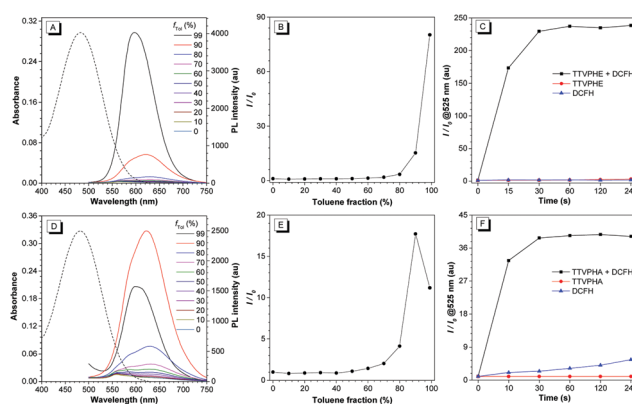 A
f Tol (%)
99
90
80
70
60
50
40
30
20
10
0
0.40
0.32
0.24
0.16
0.08
0.00
Absorbance
4000
3000
2000
1000
0
PL intensity (au)
400 450 500 550 600 650 700 750
Wavelength (nm)
B
90
60
30
0
I / I0
0 20 40 60 80 100
Toluene fraction (%)
C
250
200
150
100
50
0
I / I0 @525 nm (au)
TTVPHE + DCFH
TTVPHE
DCFH
0 15 30 60 120 240
Time (s)
D
f Tol (%)
99
90
80
70
60
50
40
30
20
10
0
0.36
0.30
0.24
0.18
0.12
0.06
0.00
Absorbance
2500
2000
1500
1000
500
0
PL intensity (au)
400 450 500 550 600 650 700 750
Wavelength (nm)
E
20
15
10
5
0
I / I0
0 20 40 60 80 100
Toluene fraction (%)
F
45
36
27
18
9
0
I / I0 @525 nm (au)
TTVPHA + DCFH
TTVPHA
DCFH
0 10 30 60 120 240
Time (s)